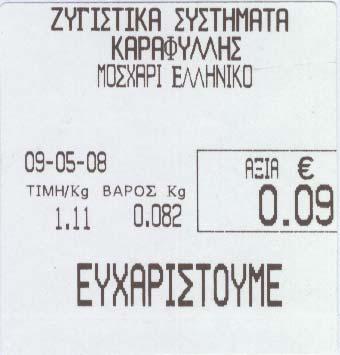 ΖΥΓΙΣΤΙΚΑ ΣΥΣΤΗΜΑΤΑ
ΚΑΡΑΦΥΛΛΗΣ
ΜΟΣΧΑΡΙ ΕΛΛΗΝΙΚΟ
09-05-08
ΑΞΙΑ €
ΤΙΜΗ/Kg ΒΑΡΟΣ Kg
1.11 0.082 0.09
ΕΥΧΑΡΙΣΤΟΥΜΕ